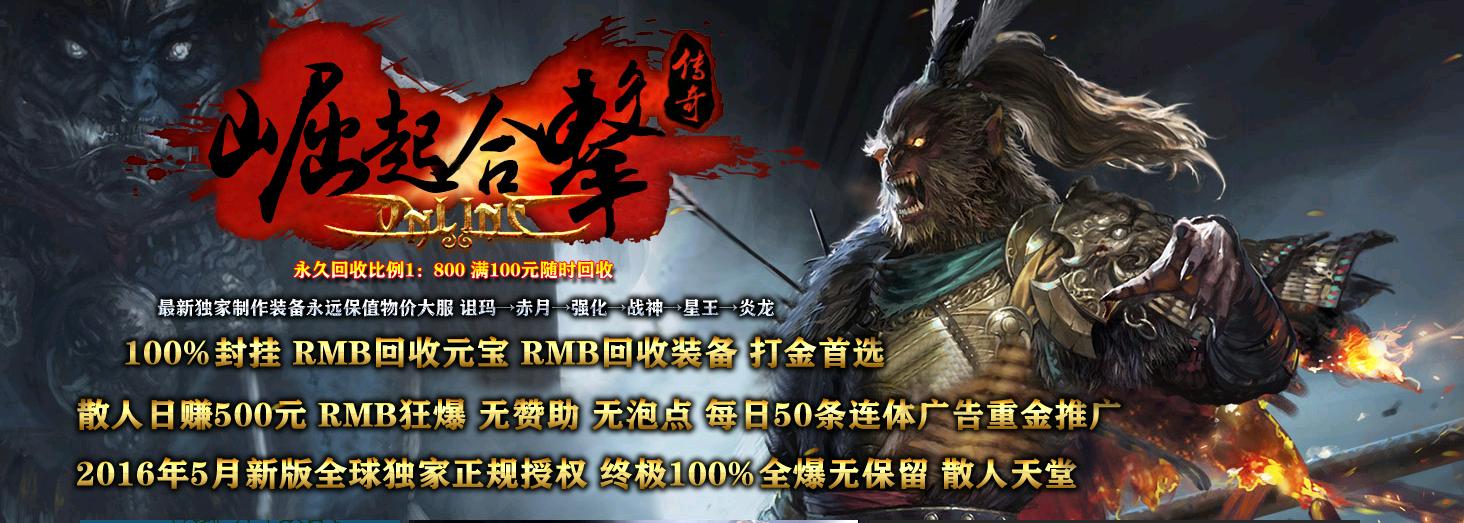 崛起合擊
传奇
ONLINE
永久回收比例1：800 满100元随时回收
最新独家制作装备永远保值物价大服 诅玛→赤月→强化→战神→星王→炎龙
100%封挂 RMB回收元宝 RMB回收装备 打金首选
散人日赚500元 RMB狂爆 无赞助 无泡点 每日50条连体广告重金推广
2016年5月新版全球独家正规授权 终极100%全爆无保留 散人天堂